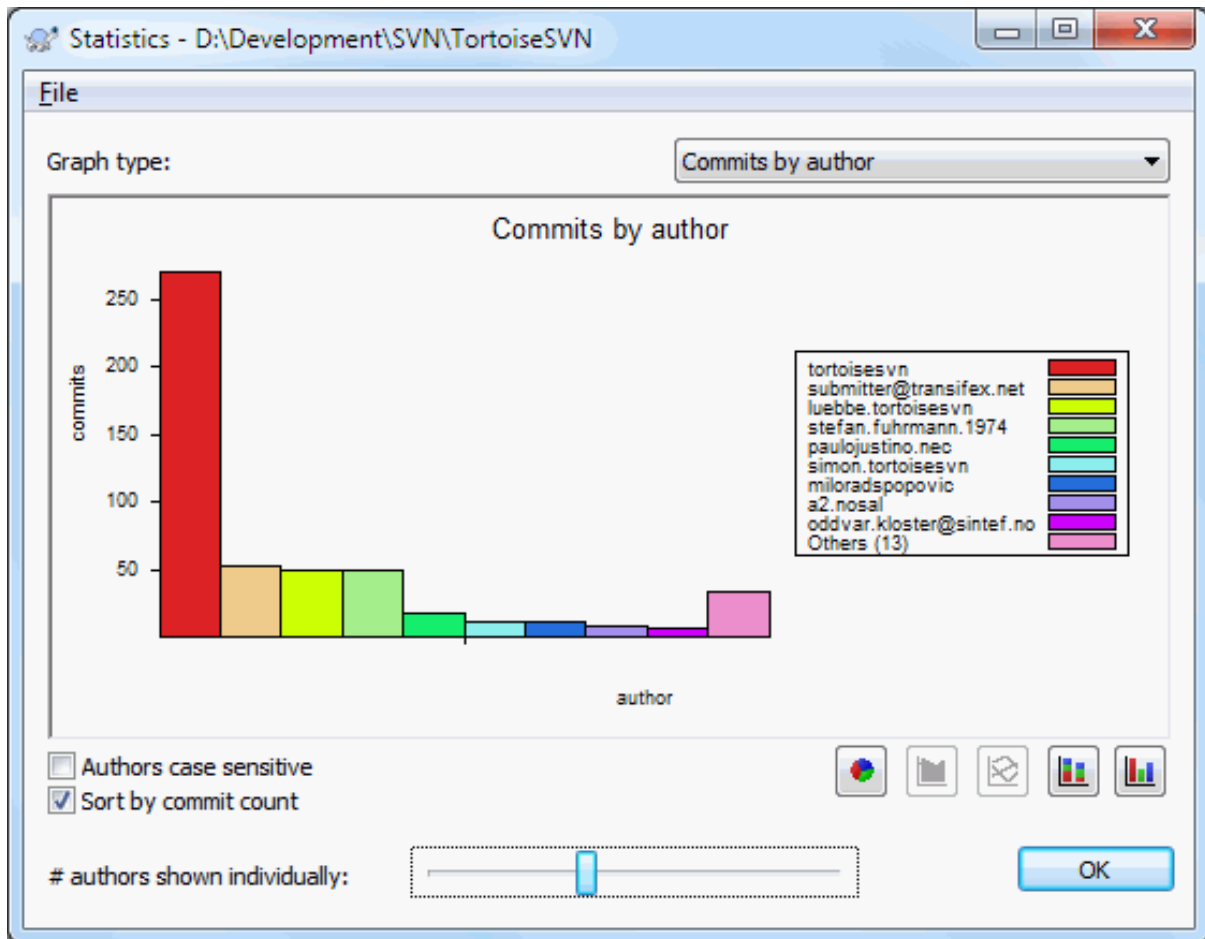 Statistics - D:\Development\SVN\TortoiseSVN
File
Graph type:
Commits by author
Commits by author
250
200
150
100
50
commits
author
tortoisesvn
submitter@transifex.net
luebbe.tortoisesvn
stefan.fuhrmann.1974
paulojustino.nec
simon.tortoisesvn
miloradspopovic
a2.nosal
oddvar.kloster@sintef.no
Others (13)
Authors case sensitive
Sort by commit count
# authors shown individually:
OK